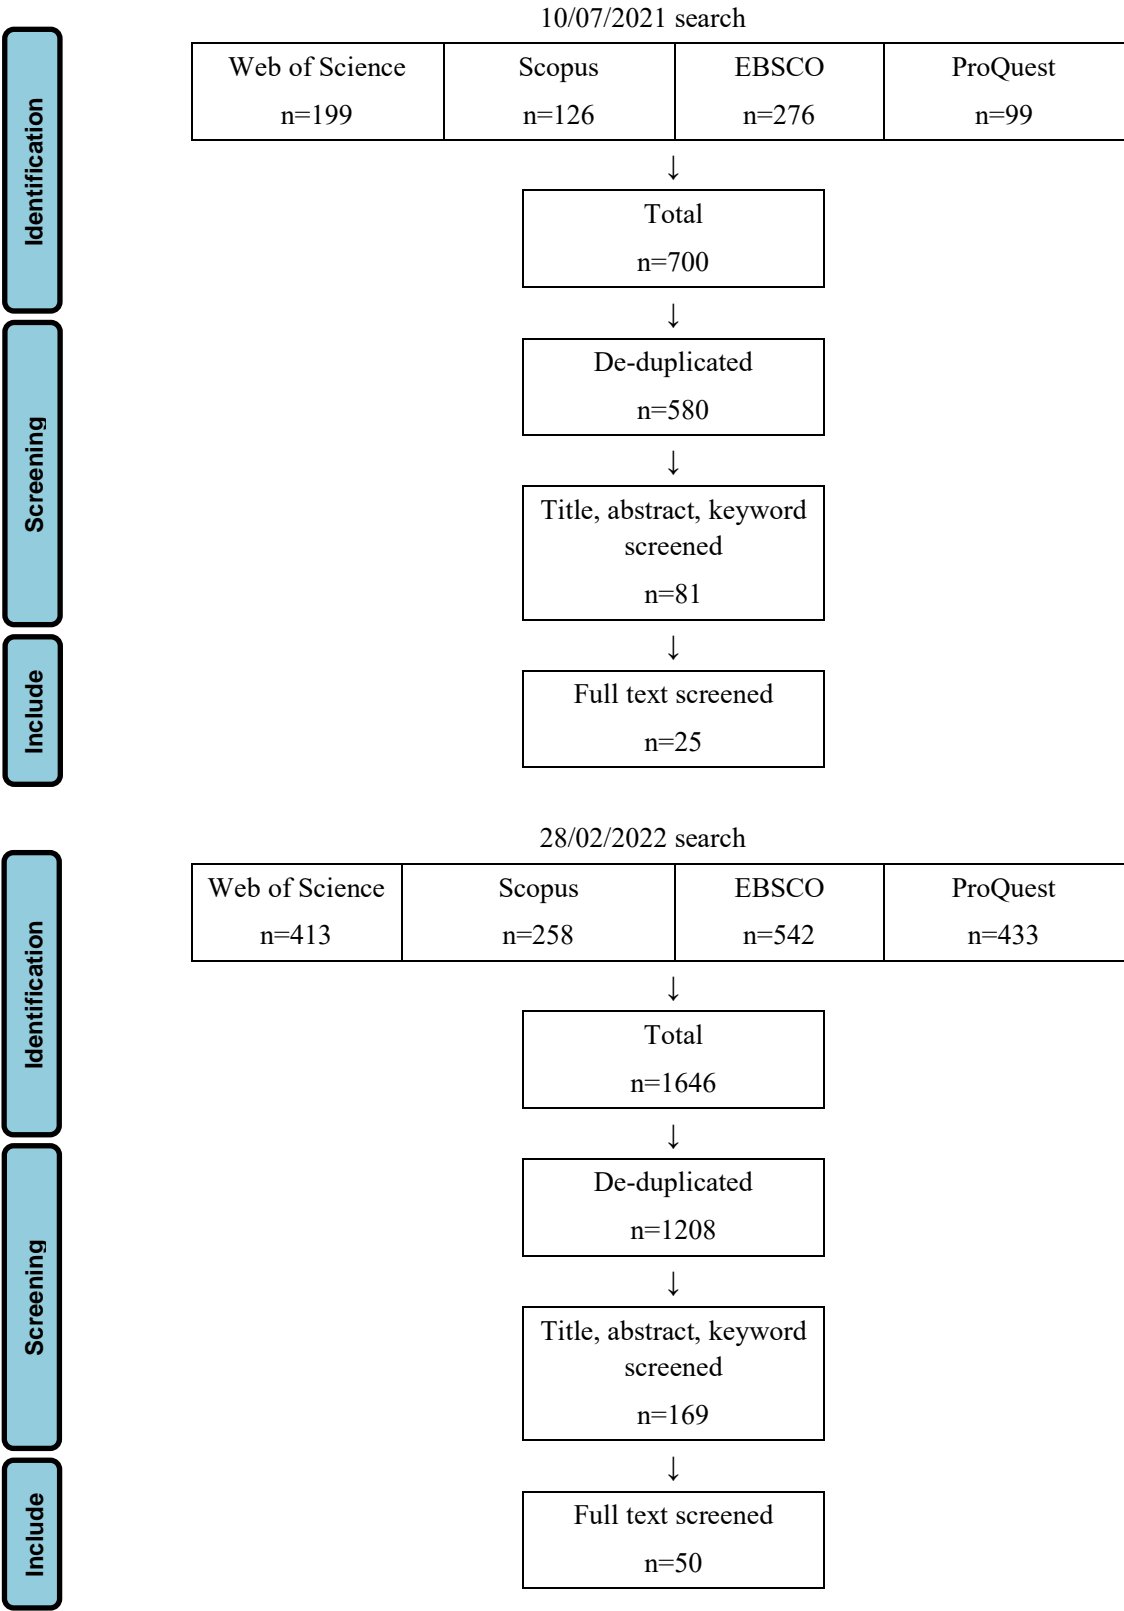 10/07/2021 search
Identification
Web of Science
Scopus
EBSCO
ProQuest
n=199
n=126
n=276
n=99
↓
Total
n=700
↓
Screening
De-duplicated
n=580
↓
Title, abstract, keyword
screened
n=81
↓
Include
Full text screened
n=25
28/02/2022 search
Identification
Web of Science
Scopus
EBSCO
ProQuest
n=413
n=258
n=542
n=433
↓
Total
n=1646
↓
Screening
De-duplicated
n=1208
↓
Title, abstract, keyword
screened
n=169
↓
Include
Full text screened
n=50